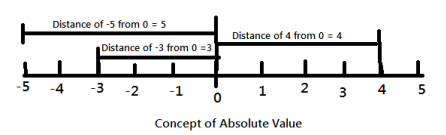 Distance of -5 from 0 = 5
Distance of 4 from 0 = 4
Distance of -3 from 0 =3
-5 -4 -3 -2 -1 0 1 2 3 4 5
Concept of Absolute Value